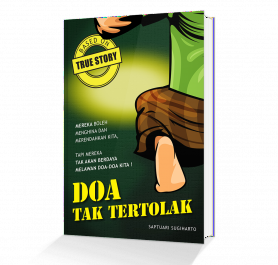 BASED ON
TRUE STORY
MEREKA BOLEH
MENGHINA DAN
MERENDAHKAN KITA,
TAPI MEREKA
TAK AKAN BERDAYA
MELAWAN DOA-DOA KITA !
DOA
TAK TERTOLAK
SAPTUARI SUGIHARTO